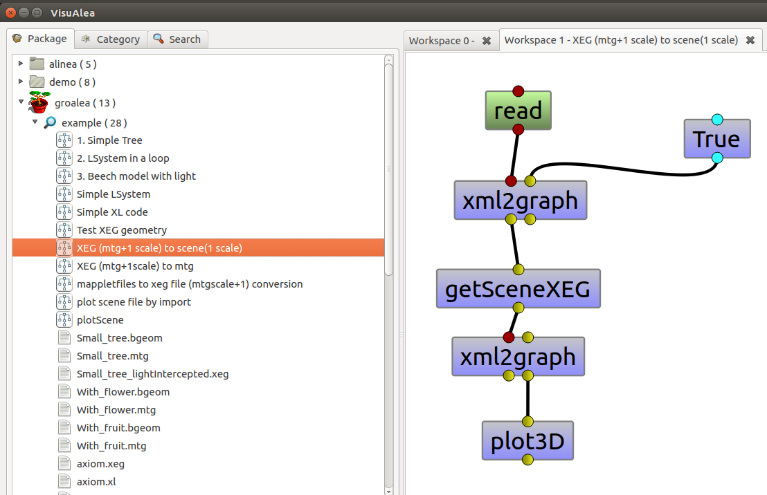 VisuAlea
Package
Category
Search
Workspace 0 -
Workspace 1 - XEG (mtg+1 scale) to scene(1 scale)
alinea ( 5 )
demo ( 8 )
groalea ( 13 )
example ( 28 )
1. Simple Tree
2. LSystem in a loop
3. Beech model with light
Simple LSystem
Simple XL code
Test XEG geometry
XEG (mtg+1 scale) to scene(1 scale)
XEG (mtg+1scale) to mtg
mappletfiles to xeg file (mtgscale+1) conversion
plot scene file by import
plotScene
Small_tree.bgeom
Small_tree.mtg
Small_tree_lightIntercepted.xeg
With_flower.bgeom
With_flower.mtg
With_fruit.bgeom
With_fruit.mtg
axiom.xeg
axiom.xl
read
True
xml2graph
getSceneXEG
xml2graph
plot3D